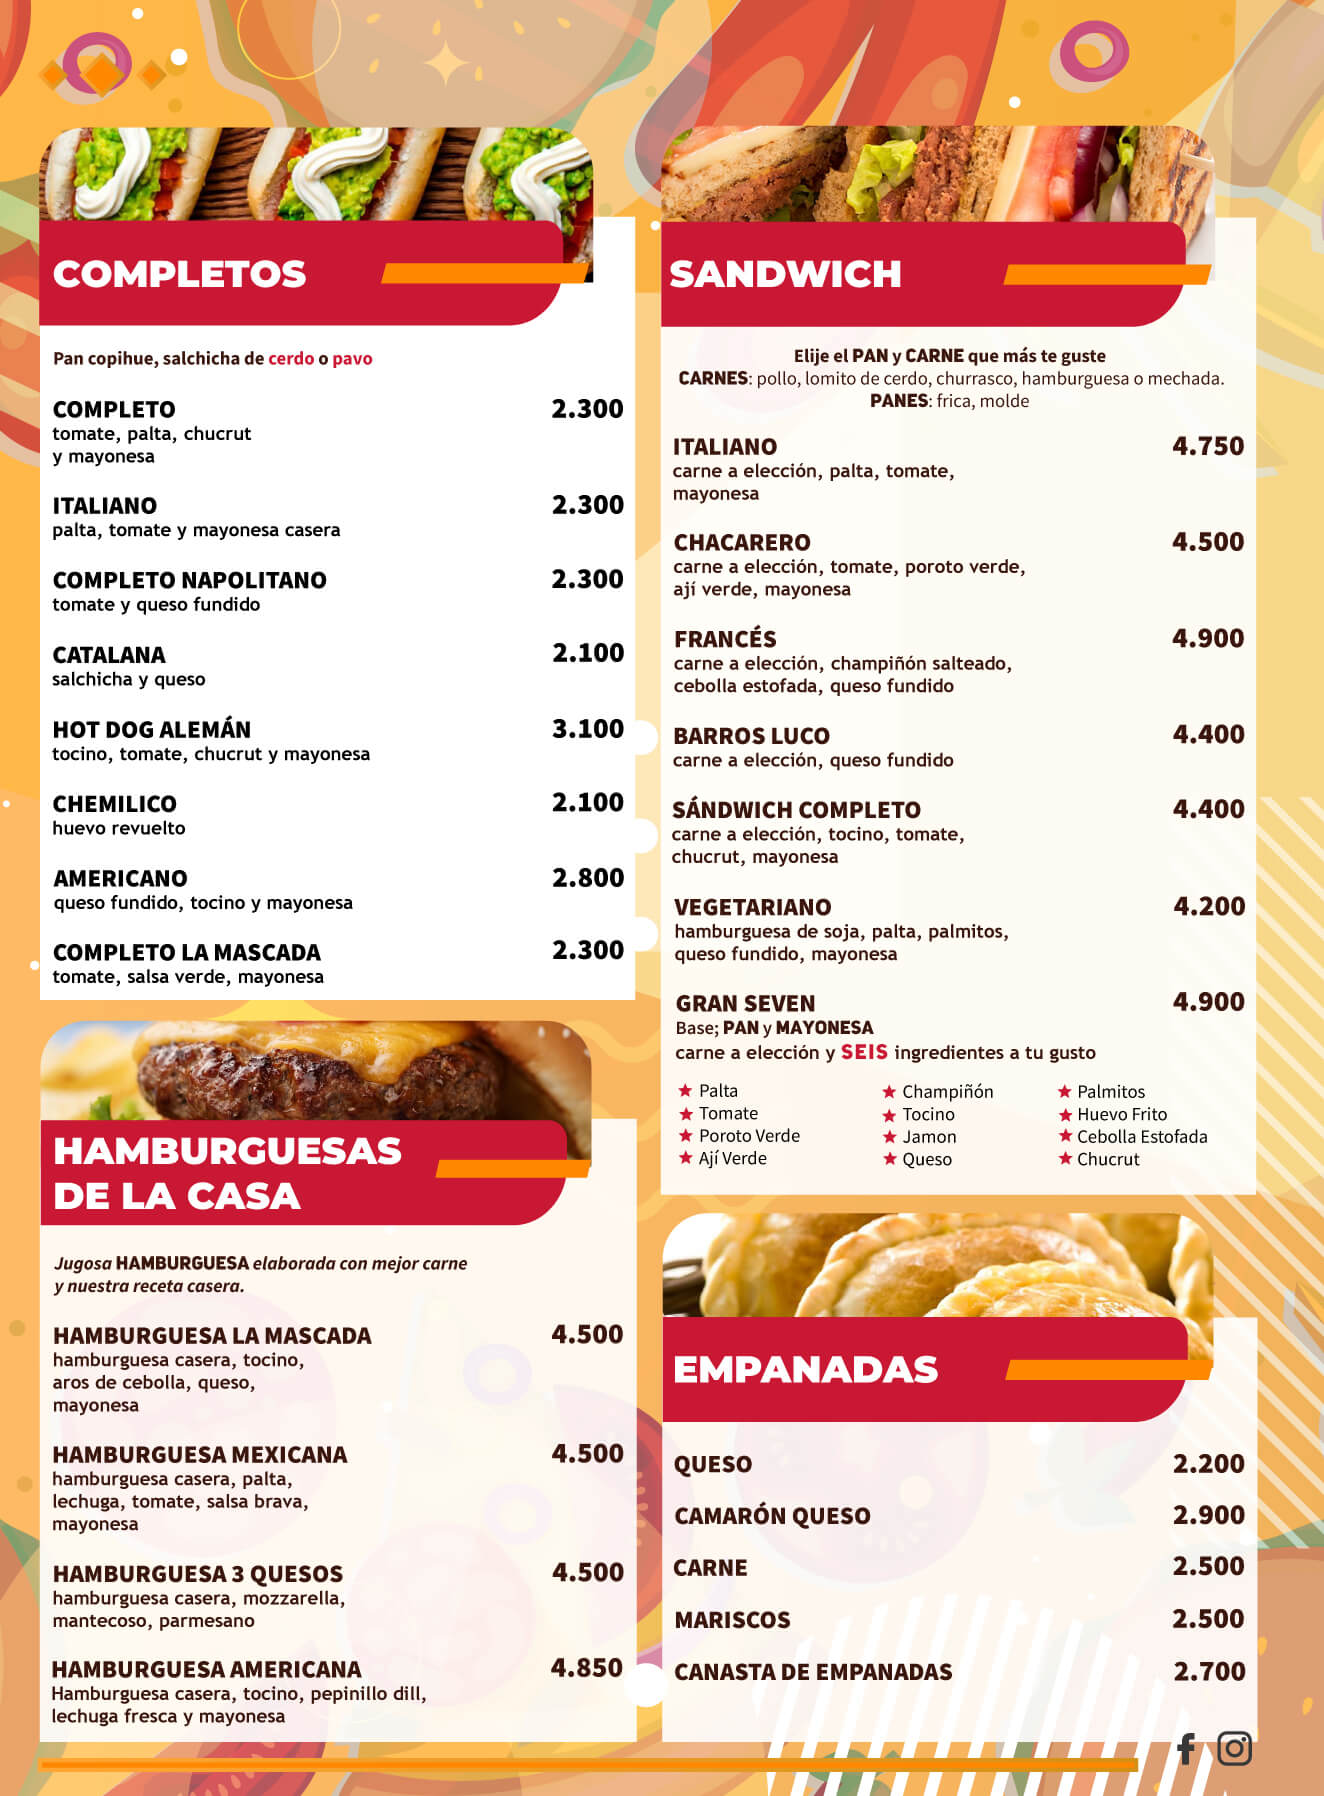 COMPLETOS
Pan copihue, salchicha de cerdo o pavo
COMPLETO 2.300
tomate, palta, chucrut
y mayonesa
ITALIANO 2.300
palta, tomate y mayonesa casera
COMPLETO NAPOLITANO 2.300
tomate y queso fundido
CATALANA 2.100
salchicha y queso
HOT DOG ALEMÁN 3.100
tocino, tomate, chucrut y mayonesa
CHEMILICO 2.100
huevo revuelto
AMERICANO 2.800
queso fundido, tocino y mayonesa
COMPLETO LA MASCADA 2.300
tomate, salsa verde, mayonesa
HAMBURGUESAS
DE LA CASA
Jugosa HAMBURGUESA elaborada con mejor carne
y nuestra receta casera.
HAMBURGUESA LA MASCADA 4.500
hamburguesa casera, tocino,
aros de cebolla, queso,
mayonesa
HAMBURGUESA MEXICANA 4.500
hamburguesa casera, palta,
lechuga, tomate, salsa brava,
mayonesa
HAMBURGUESA 3 QUESOS 4.500
hamburguesa casera, mozzarella,
mantecoso, parmesano
HAMBURGUESA AMERICANA 4.850
Hamburguesa casera, tocino, pepinillo dill,
lechuga fresca y mayonesa
SANDWICH
Elije el PAN y CARNE que más te guste
CARNES: pollo, lomito de cerdo, churrasco, hamburguesa o mechada.
PANES: frica, molde
ITALIANO 4.750
carne a elección, palta, tomate,
mayonesa
CHACARERO 4.500
carne a elección, tomate, poroto verde,
ají verde, mayonesa
FRANCÉS 4.900
carne a elección, champiñón salteado,
cebolla estofada, queso fundido
BARROS LUCO 4.400
carne a elección, queso fundido
SÁNDWICH COMPLETO 4.400
carne a elección, tocino, tomate,
chucrut, mayonesa
VEGETARIANO 4.200
hamburguesa de soja, palta, palmitos,
queso fundido, mayonesa
GRAN SEVEN 4.900
Base; PAN y MAYONESA
carne a elección y SEIS ingredientes a tu gusto
★ Palta ★ Champiñón ★ Palmitos
★ Tomate ★ Tocino ★ Huevo Frito
★ Poroto Verde ★ Jamon ★ Cebolla Estofada
★ Ají Verde ★ Queso ★ Chucrut
EMPANADAS
QUESO 2.200
CAMARÓN QUESO 2.900
CARNE 2.500
MARISCOS 2.500
CANASTA DE EMPANADAS 2.700